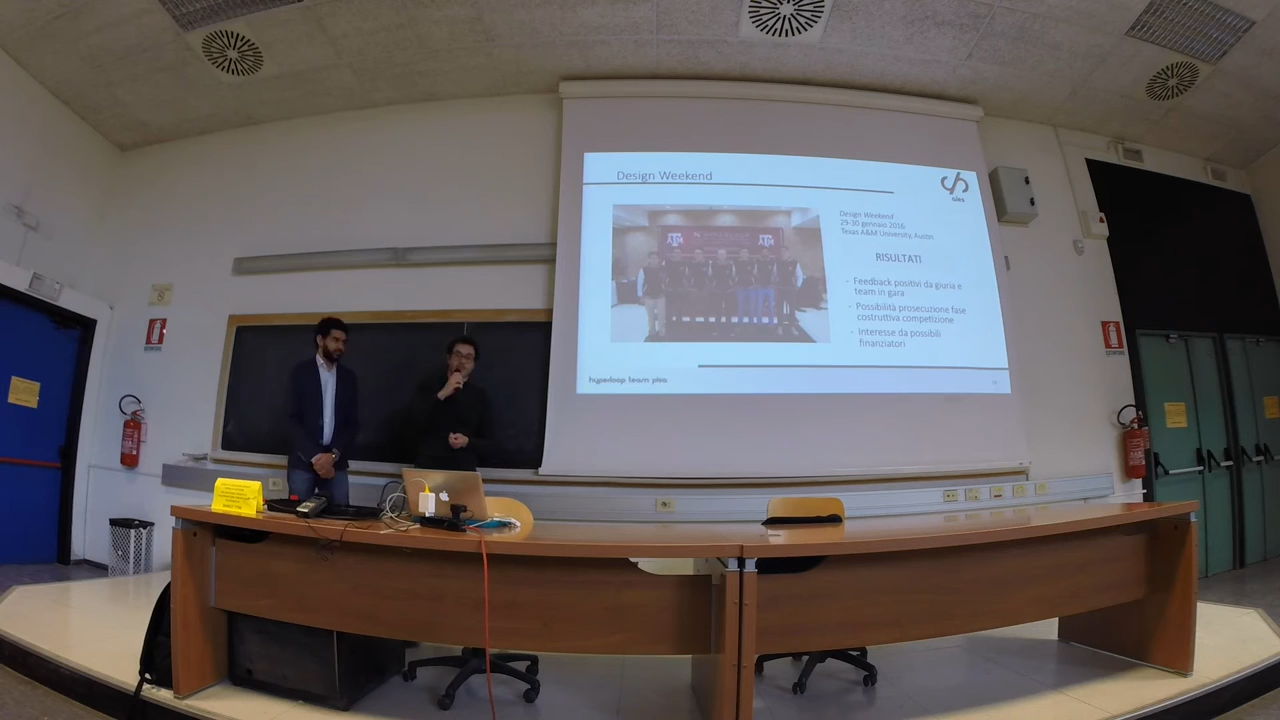 Design Weekend
ales
Design Weekend
29-30 gennaio 2016
Texas A&M University, Austin
RISULTATI
- Feedback positivi da giuria e
team in gara
- Possibilità prosecuzione fase
costruttiva competizione
- Interesse da possibili
finanziatori
hyperloop team pisa